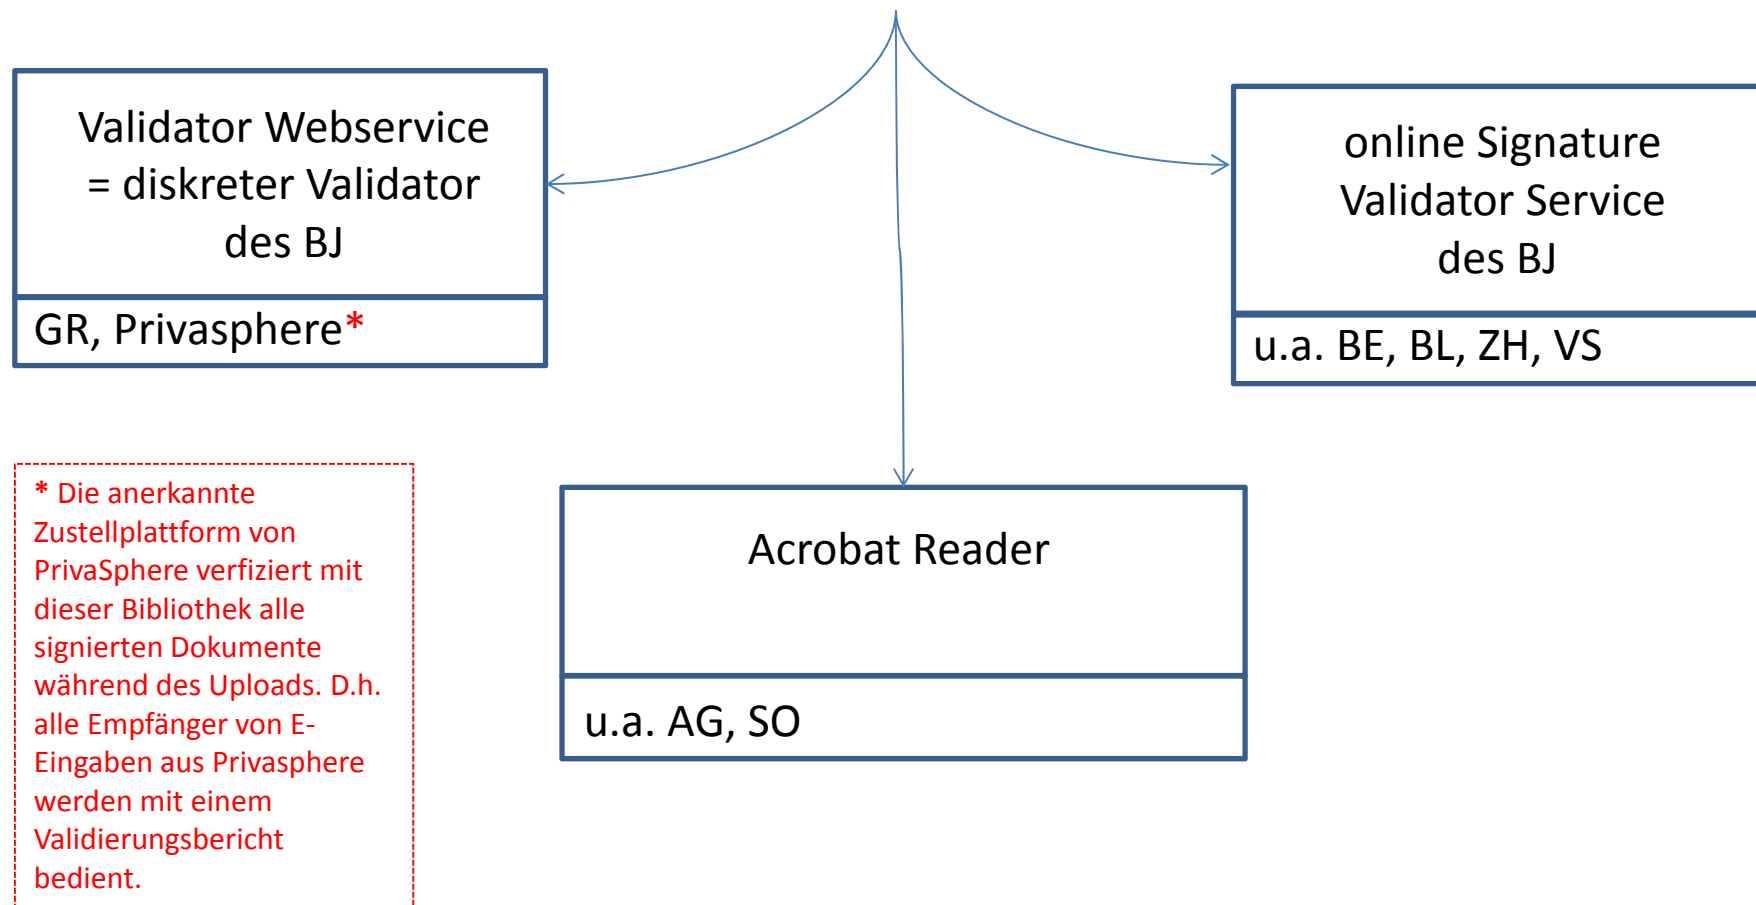 Validator Webservice
= diskreter Validator
des BJ
GR, Privasphere*
online Signature
Validator Service
des BJ
u.a. BE, BL, ZH, VS
Acrobat Reader
u.a. AG, SO
* Die anerkannte
Zustellplattform von
PrivaSphere verfiziert mit
dieser Bibliothek alle
signierten Dokumente
während des Uploads. D.h.
alle Empfänger von E-
Eingaben aus Privasphere
werden mit einem
Validierungsbericht
bedient.